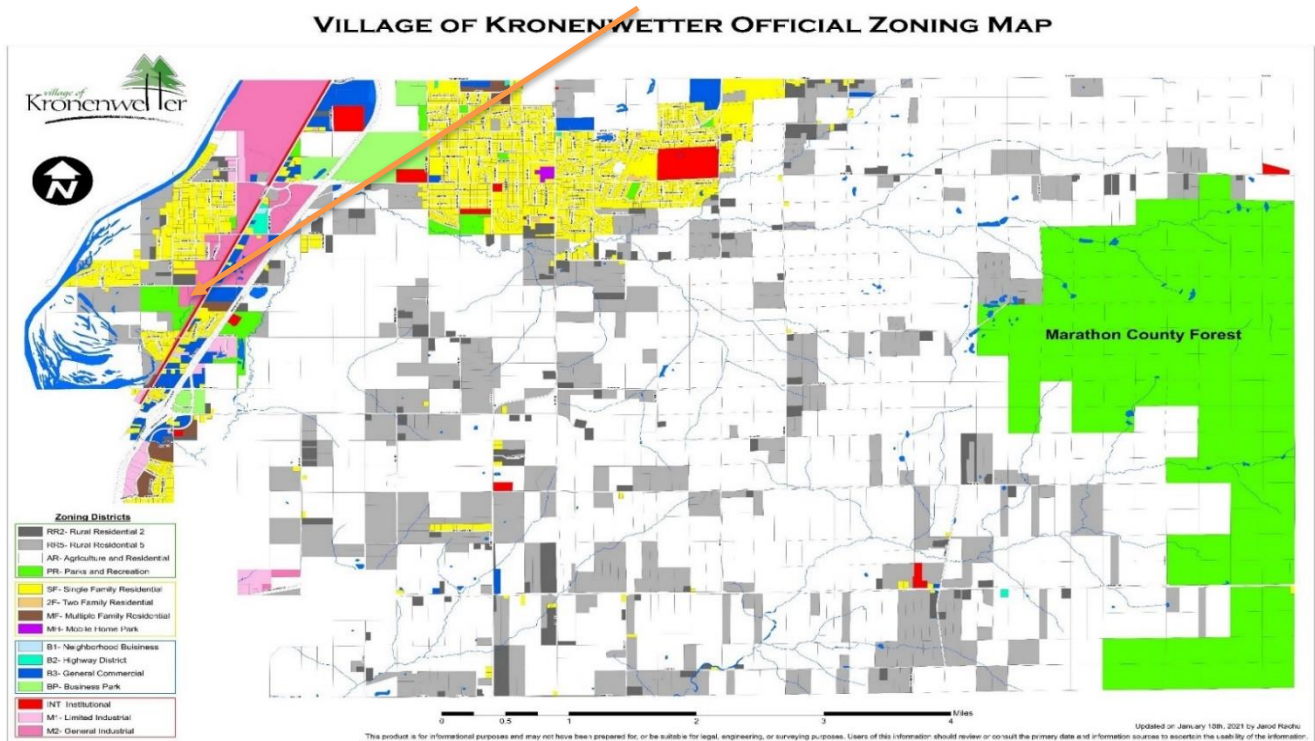 VILLAGE OF KRONENWETTER OFFICIAL ZONING MAP
village of
Kronenwetter
N
Marathon County Forest
Zoning Districts
RR2- Rural Residential 2
RR5- Rural Residential 5
AR- Agriculture and Residential
PR- Parks and Recreation
SF- Single Family Residential
2F- Two Family Residential
MF- Multiple Family Residential
MH- Mobile Home Park
B1- Neighborhood Buisiness
B2- Highway District
B3- General Commercial
BP- Business Park
INT Institutional
M1- Limited Industrial
M2- General Industrial
0 0.5 1 2 3 4 Miles
Updated on January 18th, 2021 by Jarod
This product is for informational purposes and may not have been prepared for, or be suitable for legal, engineering, or surveying purposes. Users of this information should review or consult the primary date and information sources to ascertain the usability of the information.